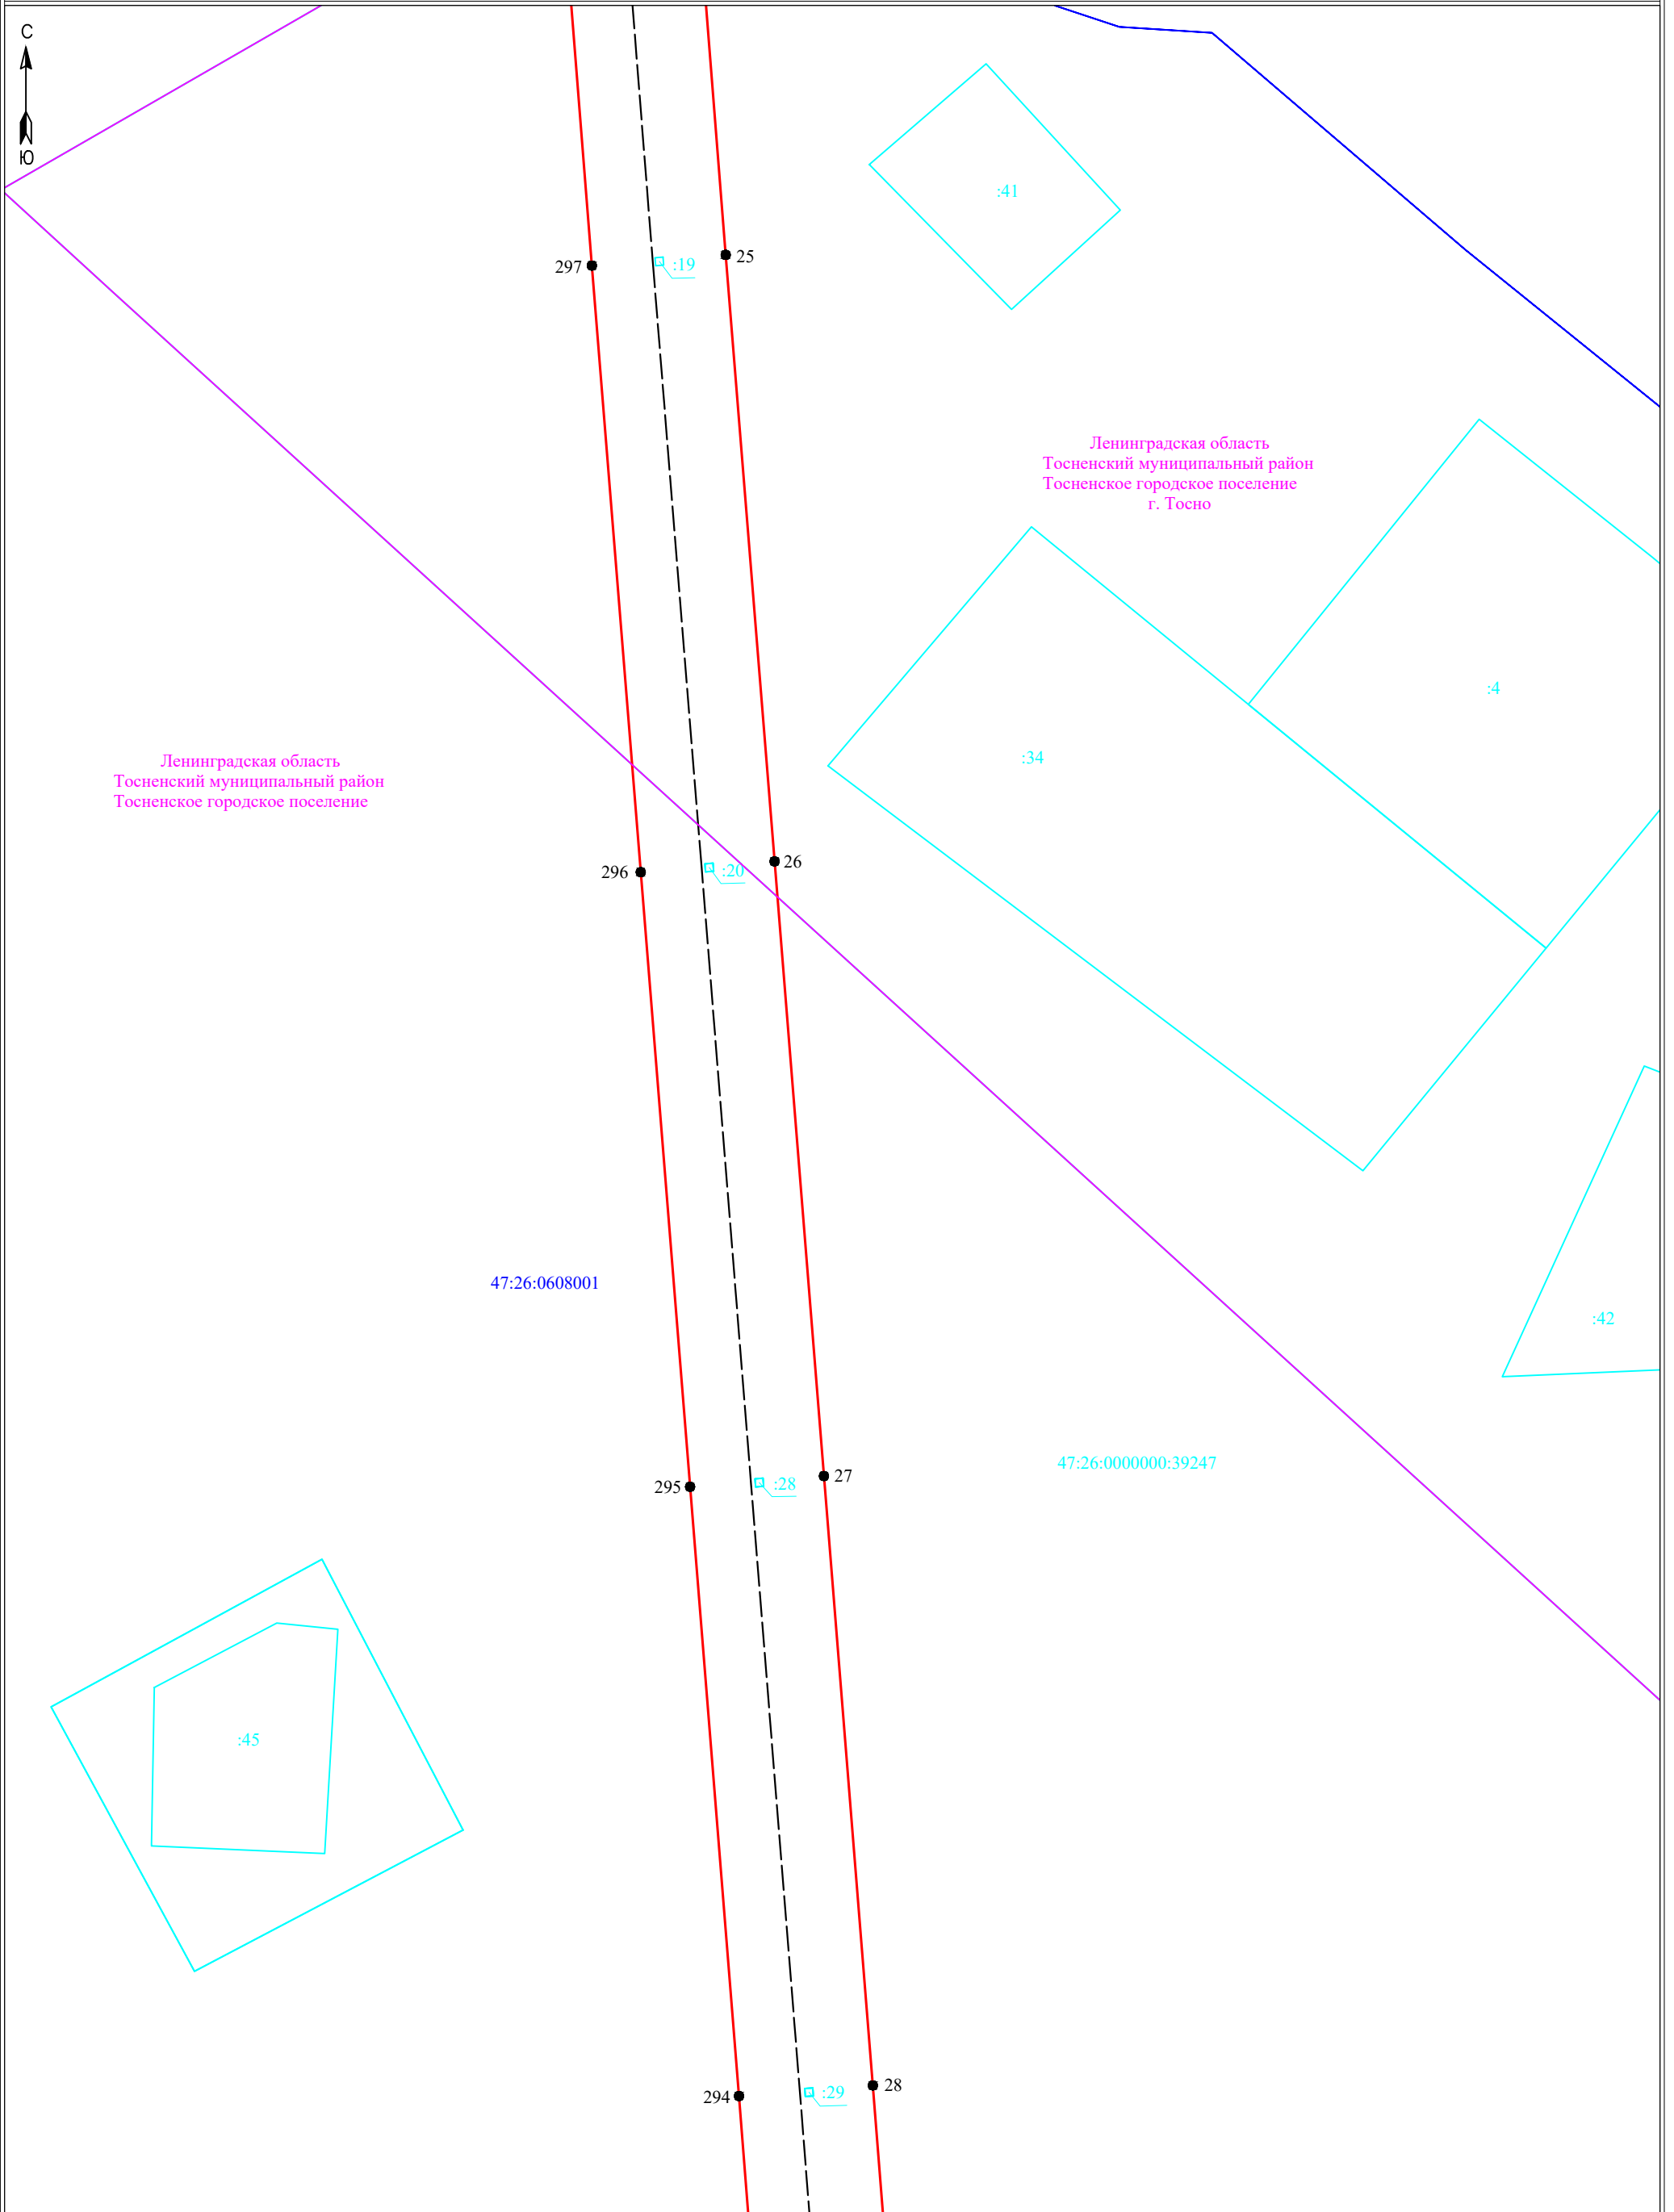 С
Ю
:41
25
297
:19
Ленинградская область
Тосненский муниципальный район
Тосненское городское поселение
г. Тосно
:4
:34
Ленинградская область
Тосненский муниципальный район
Тосненское городское поселение
26
296
:20
47:26:0608001
:42
47:26:0000000:39247
27
295
:28
:45
28
294
:29